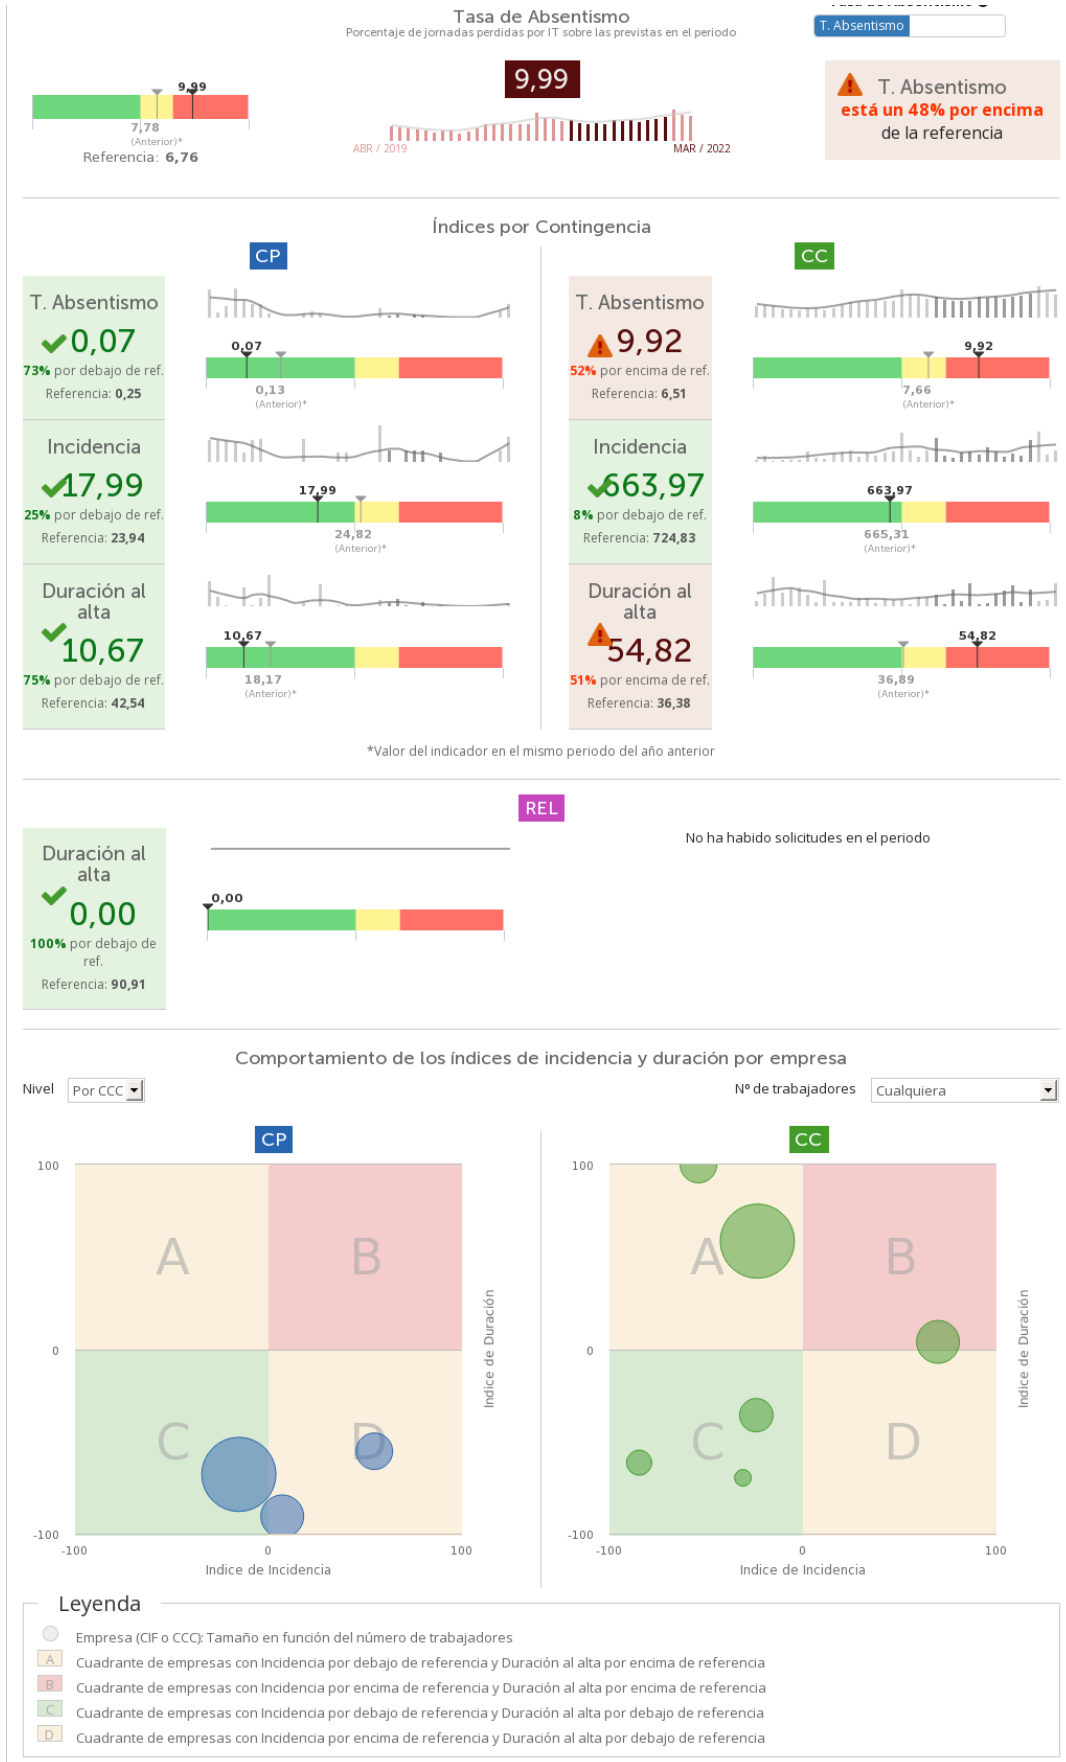 Tasa de Absentismo
Porcentaje de jornadas perdidas por IT sobre las previstas en el periodo
T. Absentismo
9,99
9,99
7,78
(Anterior)*
Referencia: 6,76
ABR / 2019
MAR / 2022
T. Absentismo
está un 48% por encima
de la referencia
Índices por Contingencia
CP
T. Absentismo
0,07
73% por debajo de ref.
Referencia: 0,25
0,07
0,13
(Anterior)*
Incidencia
17,99
25% por debajo de ref.
Referencia: 23,94
17,99
24,82
(Anterior)*
Duración al
alta
10,67
75% por debajo de ref.
Referencia: 42,54
10,67
18,17
(Anterior)*
CC
T. Absentismo
9,92
52% por encima de ref.
Referencia: 6,51
9,92
7,66
(Anterior)*
Incidencia
663,97
8% por debajo de ref.
Referencia: 724,83
663,97
665,31
(Anterior)*
Duración al
alta
54,82
51% por encima de ref.
Referencia: 36,38
54,82
36,89
(Anterior)*
*Valor del indicador en el mismo periodo del año anterior
REL
Duración al
alta
0,00
100% por debajo de
ref.
Referencia: 90,91
0,00
No ha habido solicitudes en el periodo
Comportamiento de los índices de incidencia y duración por empresa
Nivel
Por CCC
Nº de trabajadores
Cualquiera
CP
100
0
-100
A
B
C
D
-100
0
100
Indice de Incidencia
Indice de Duración
CC
100
0
-100
A
B
C
D
-100
0
100
Indice de Incidencia
Indice de Duración
Leyenda
Empresa (CIF o CCC): Tamaño en función del número de trabajadores
A Cuadrante de empresas con Incidencia por debajo de referencia y Duración al alta por encima de referencia
B Cuadrante de empresas con Incidencia por encima de referencia y Duración al alta por encima de referencia
C Cuadrante de empresas con Incidencia por debajo de referencia y Duración al alta por debajo de referencia
D Cuadrante de empresas con Incidencia por encima de referencia y Duración al alta por debajo de referencia